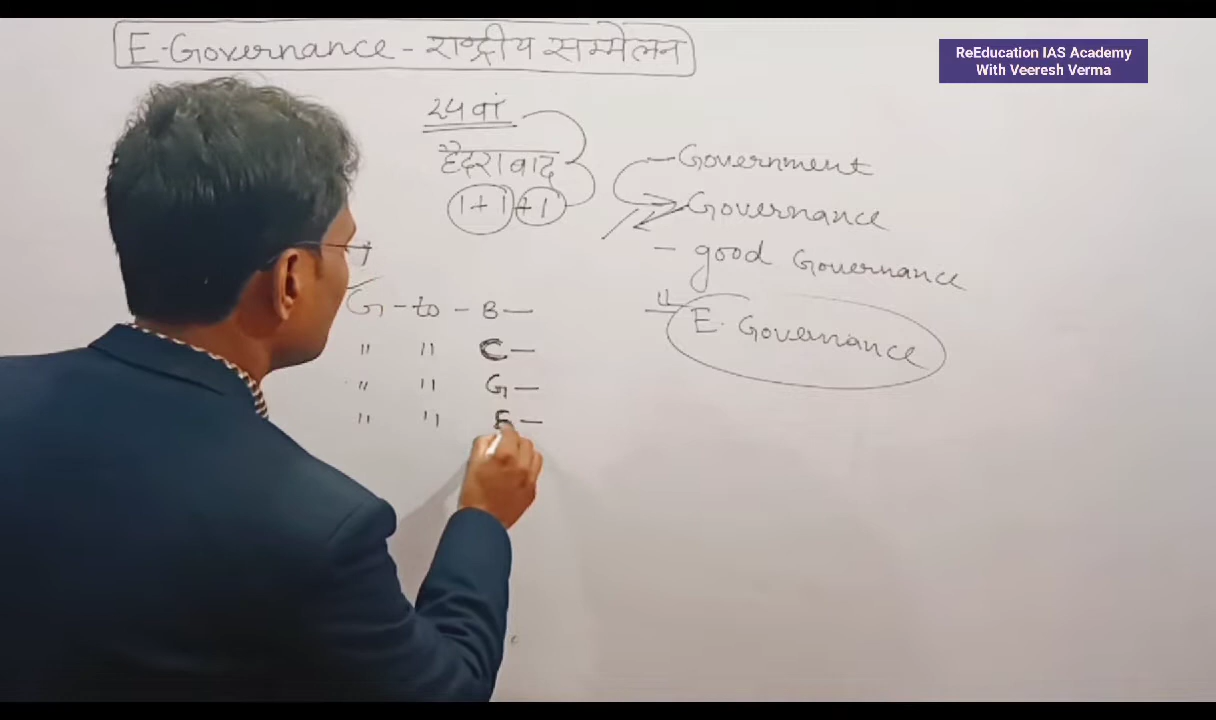 E-Governance - राष्ट्रीय सम्मेलन
ReEducation IAS Academy
With Veeresh Verma
24 वां
हैदराबाद
1+1+1
Government
Governance
- good Governance
E. Governance
G - to - B -
" " C -
" " G -
" " E -